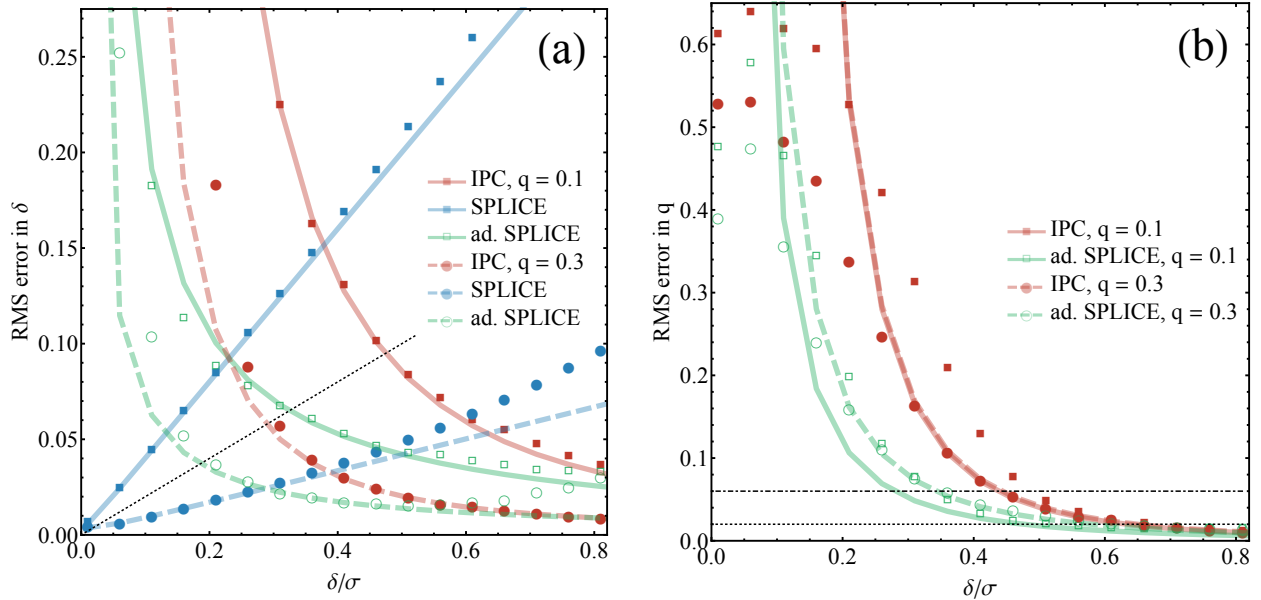 (a)
RMS error in δ
0.25
0.20
0.15
0.10
0.05
0.00
0.0
0.2
0.4
0.6
0.8
δ/σ
IPC, q = 0.1
SPLICE
ad. SPLICE
IPC, q = 0.3
SPLICE
ad. SPLICE
(b)
RMS error in q
0.6
0.5
0.4
0.3
0.2
0.1
0.0
0.0
0.2
0.4
0.6
0.8
δ/σ
IPC, q = 0.1
ad. SPLICE, q = 0.1
IPC, q = 0.3
ad. SPLICE, q = 0.3